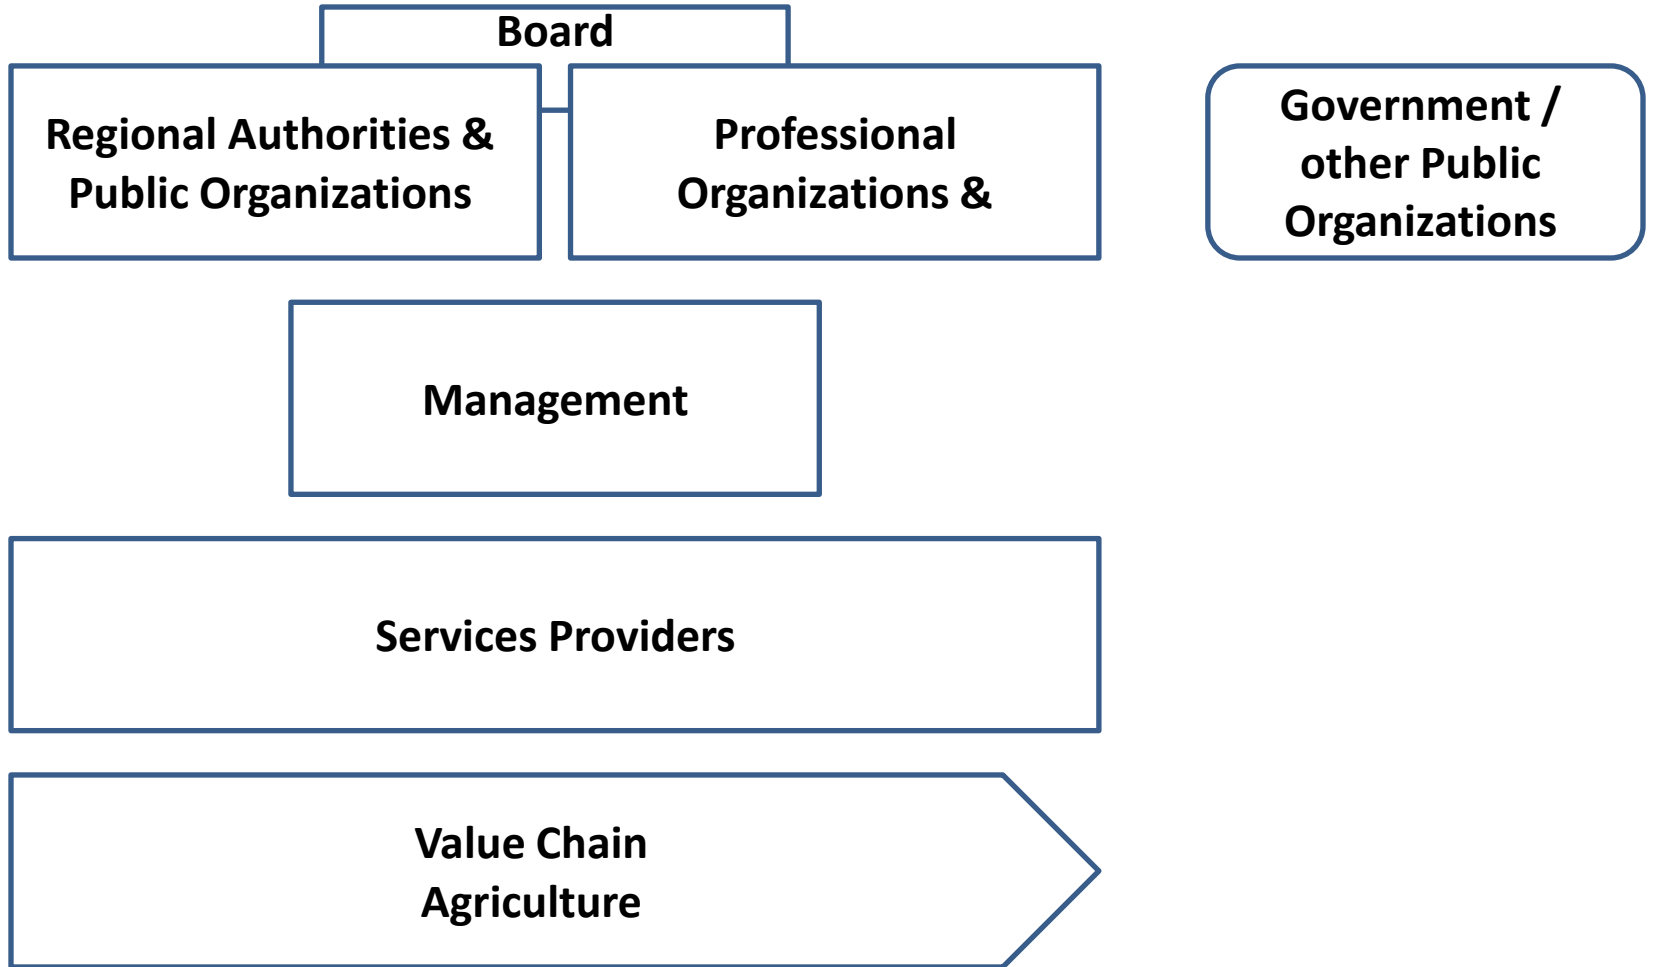 Board
Regional Authorities &
Public Organizations
Professional
Organizations &
Government /
other Public
Organizations
Management
Services Providers
Value Chain
Agriculture